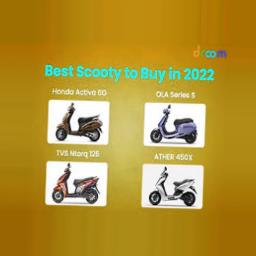 droom
Best Scooty to Buy in 2022
Honda Activa 6G
OLA Series S
TVS Ntorq 125
ATHER 450X